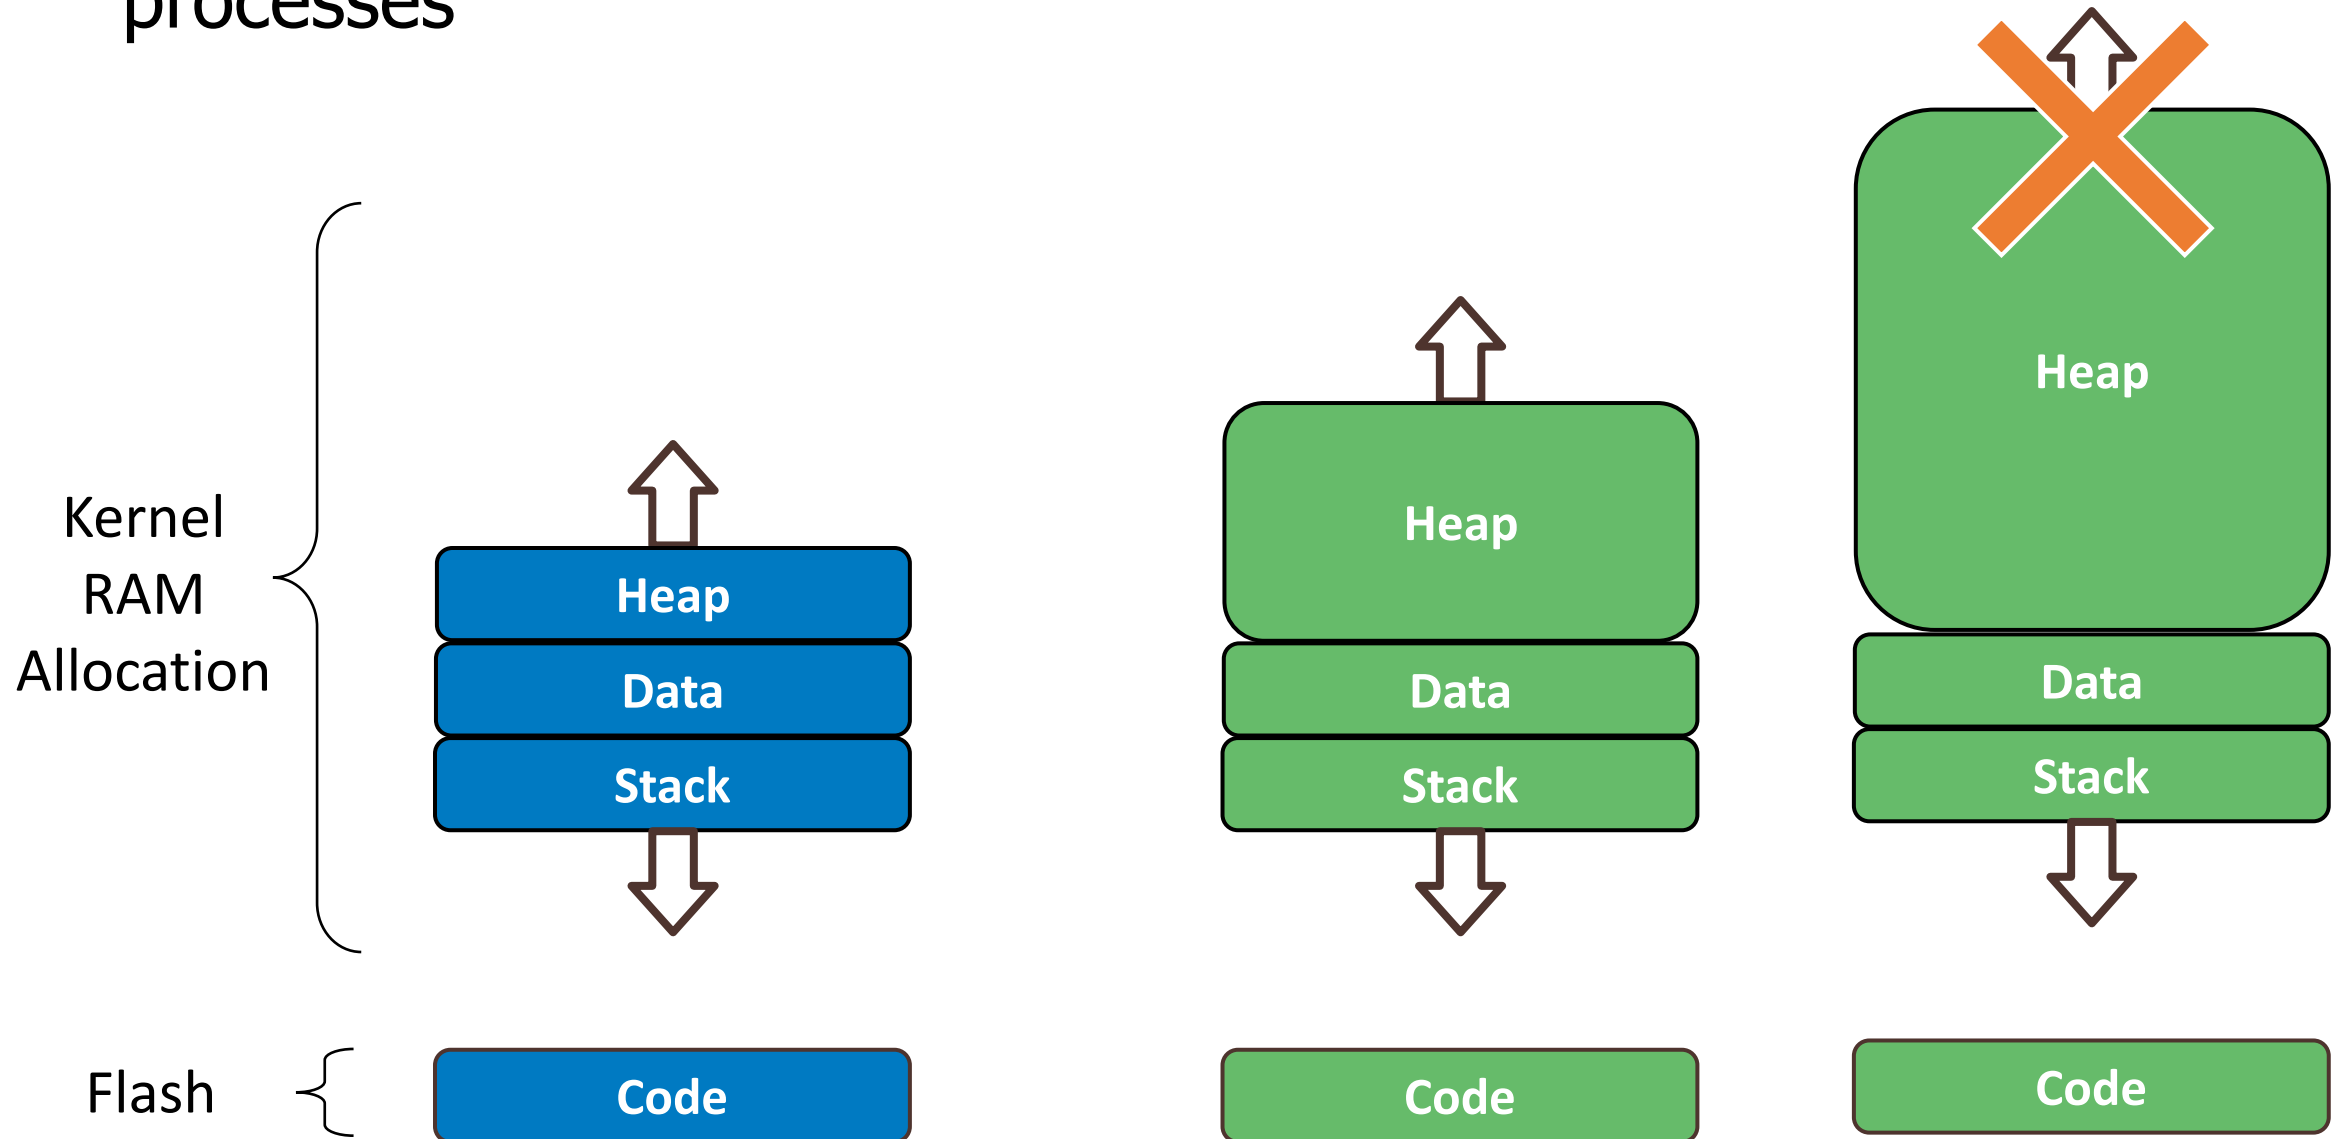 processes
Kernel
RAM
Allocation
Heap
Data
Stack
Heap
Data
Stack
Heap
Data
Stack
Flash
Code
Code
Code